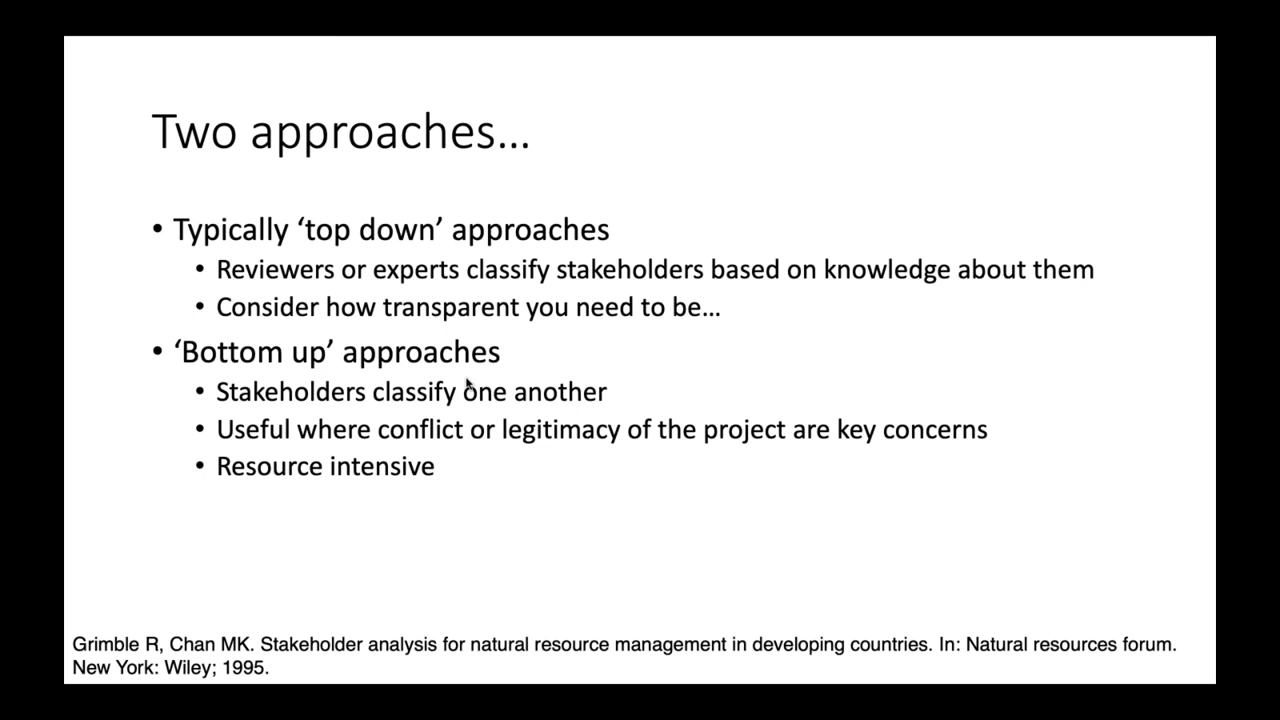 Two approaches...
• Typically ‘top down’ approaches
• Reviewers or experts classify stakeholders based on knowledge about them
• Consider how transparent you need to be...
• ‘Bottom up’ approaches
• Stakeholders classify one another
• Useful where conflict or legitimacy of the project are key concerns
• Resource intensive
Grimble R, Chan MK. Stakeholder analysis for natural resource management in developing countries. In: Natural resources forum.
New York: Wiley; 1995.